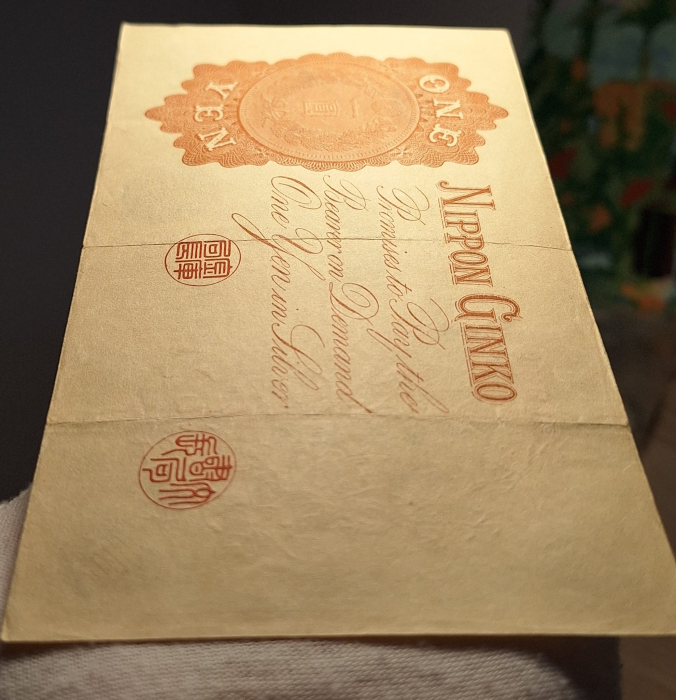 ONE
YEN
NIPPON GINKO
Promises to Pay the
Bearer on Demand
One Yen in Silver